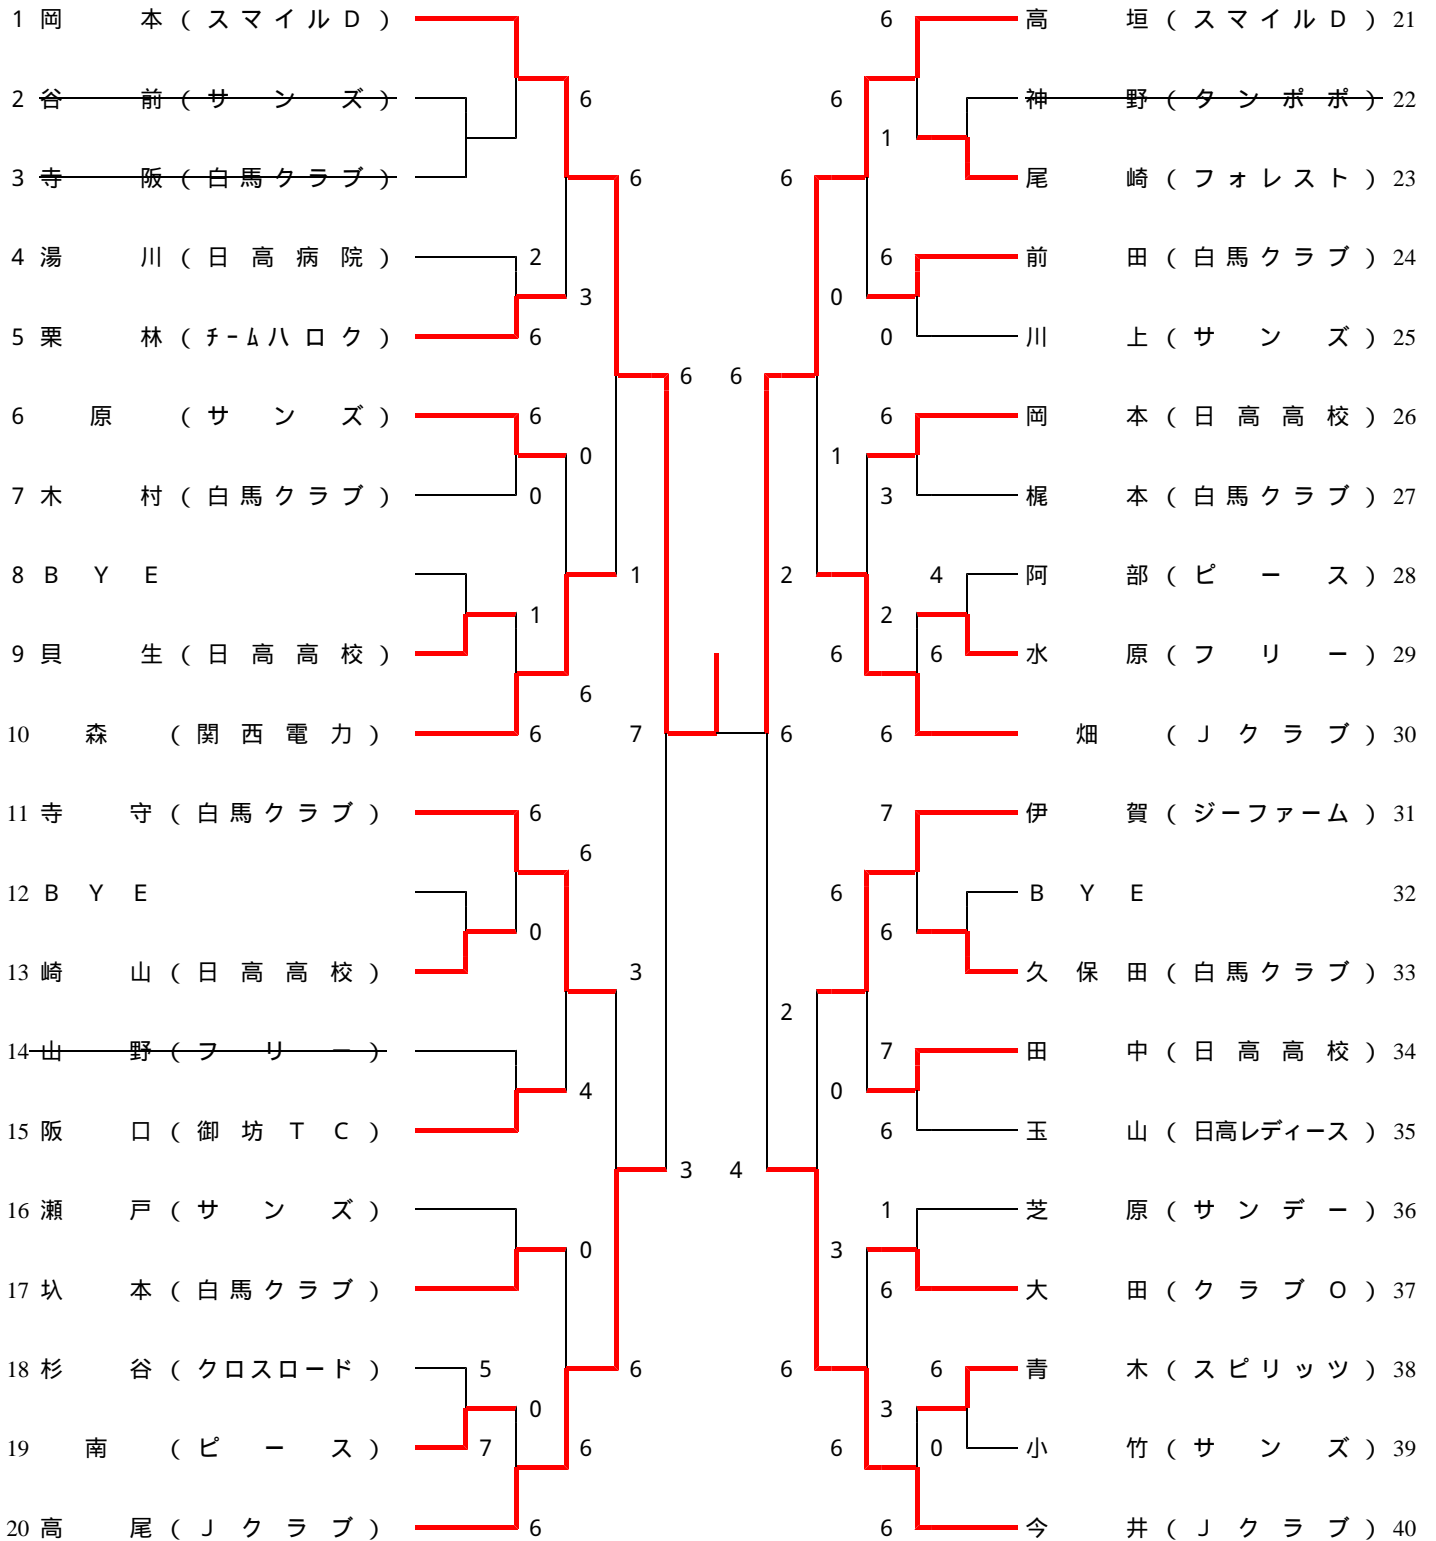 1 岡 本 ( スマイルD ) 6 高 垣 ( スマイルD ) 21
2 谷 前 ( サンズ ) 6 6 神 野 ( タンポポ ) 22
1
3 寺 阪 ( 白馬クラブ ) 6 6 尾 崎 ( フォレスト ) 23
4 湯 川 ( 日高病院 ) 2 6 前 田 ( 白馬クラブ ) 24
3 0
5 栗 林 ( チームハロク ) 6 0 川 上 ( サンズ ) 25
6 6
6 原 ( サンズ ) 6 6 岡 本 ( 日高高校 ) 26
0 1
7 木 村 ( 白馬クラブ ) 0 3 梶 本 ( 白馬クラブ ) 27
8 BYE 1 2 4 阿 部 ( ピース ) 28
1 2
9 貝 生 ( 日高高校 ) 6 6 水 原 ( フリー ) 29
6
10 森 ( 関西電力 ) 6 7 6 6 畑 ( Jクラブ ) 30
11 寺 守 ( 白馬クラブ ) 6 7 伊 賀 ( ジーファーム ) 31
6
12 BYE 6 BYE 32
0 6
13 崎 山 ( 日高高校 ) 3 久保田 ( 白馬クラブ ) 33
2
14 山 野 ( フリー ) 7 田 中 ( 日高高校 ) 34
4 0
15 阪 口 ( 御坊TC ) 6 玉 山 ( 日高レディース ) 35
3 4
16 瀬 戸 ( サンズ ) 1 芝 原 ( サンデー ) 36
0 3
17 圦 本 ( 白馬クラブ ) 6 大 田 ( クラブO ) 37
18 杉 谷 ( クロスロード ) 5 6 6 6 青 木 ( スピリッツ ) 38
0 3
19 南 ( ピース ) 7 6 6 0 小 竹 ( サンズ ) 39
20 高 尾 ( Jクラブ ) 6 6 今 井 ( Jクラブ ) 40